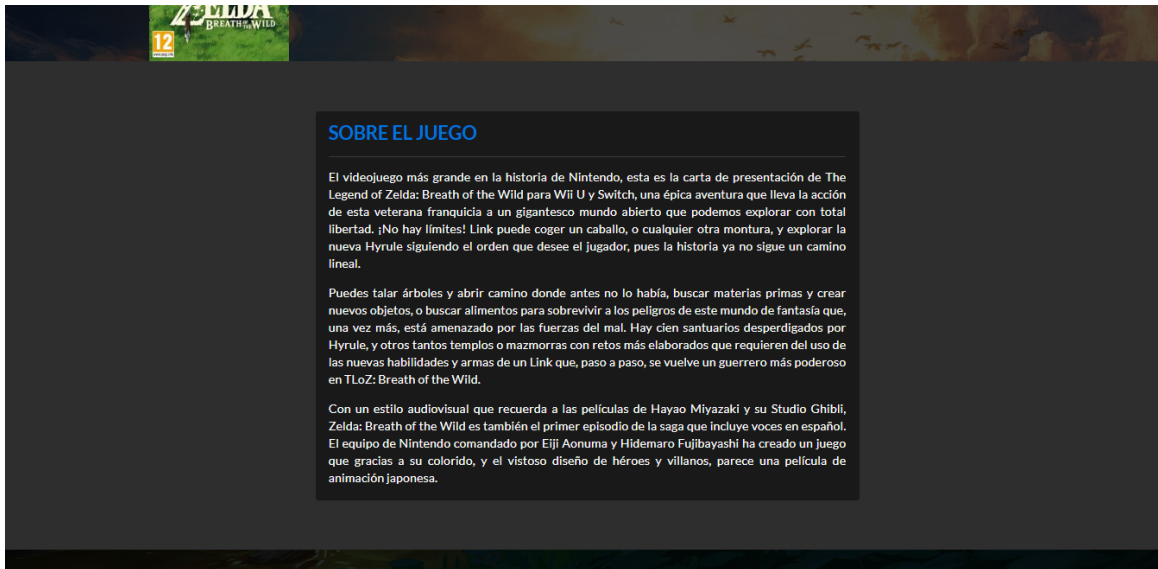 ZELDA
BREATH OF THE WILD
12
SOBRE EL JUEGO
El videojuego más grande en la historia de Nintendo, esta es la carta de presentación de The
Legend of Zelda: Breath of the Wild para Wii U y Switch, una épica aventura que lleva la acción
de esta veterana franquicia a un gigantesco mundo abierto que podemos explorar con total
libertad. ¡No hay límites! Link puede coger un caballo, o cualquier otra montura, y explorar la
nueva Hyrule siguiendo el orden que desee el jugador, pues la historia ya no sigue un camino
lineal.
Puedes talar árboles y abrir camino donde antes no lo había, buscar materias primas y crear
nuevos objetos, o buscar alimentos para sobrevivir a los peligros de este mundo de fantasía que,
una vez más, está amenazado por las fuerzas del mal. Hay cien santuarios desperdigados por
Hyrule, y otros tantos templos o mazmorras con retos más elaborados que requieren del uso de
las nuevas habilidades y armas de un Link que, paso a paso, se vuelve un guerrero más poderoso
en TLoZ: Breath of the Wild.
Con un estilo audiovisual que recuerda a las películas de Hayao Miyazaki y su Studio Ghibli,
Zelda: Breath of the Wild es también el primer episodio de la saga que incluye voces en español.
El equipo de Nintendo comandado por Eiji Aonuma y Hidemaro Fujibayashi ha creado un juego
que gracias a su colorido, y el vistoso diseño de héroes y villanos, parece una película de
animación japonesa.